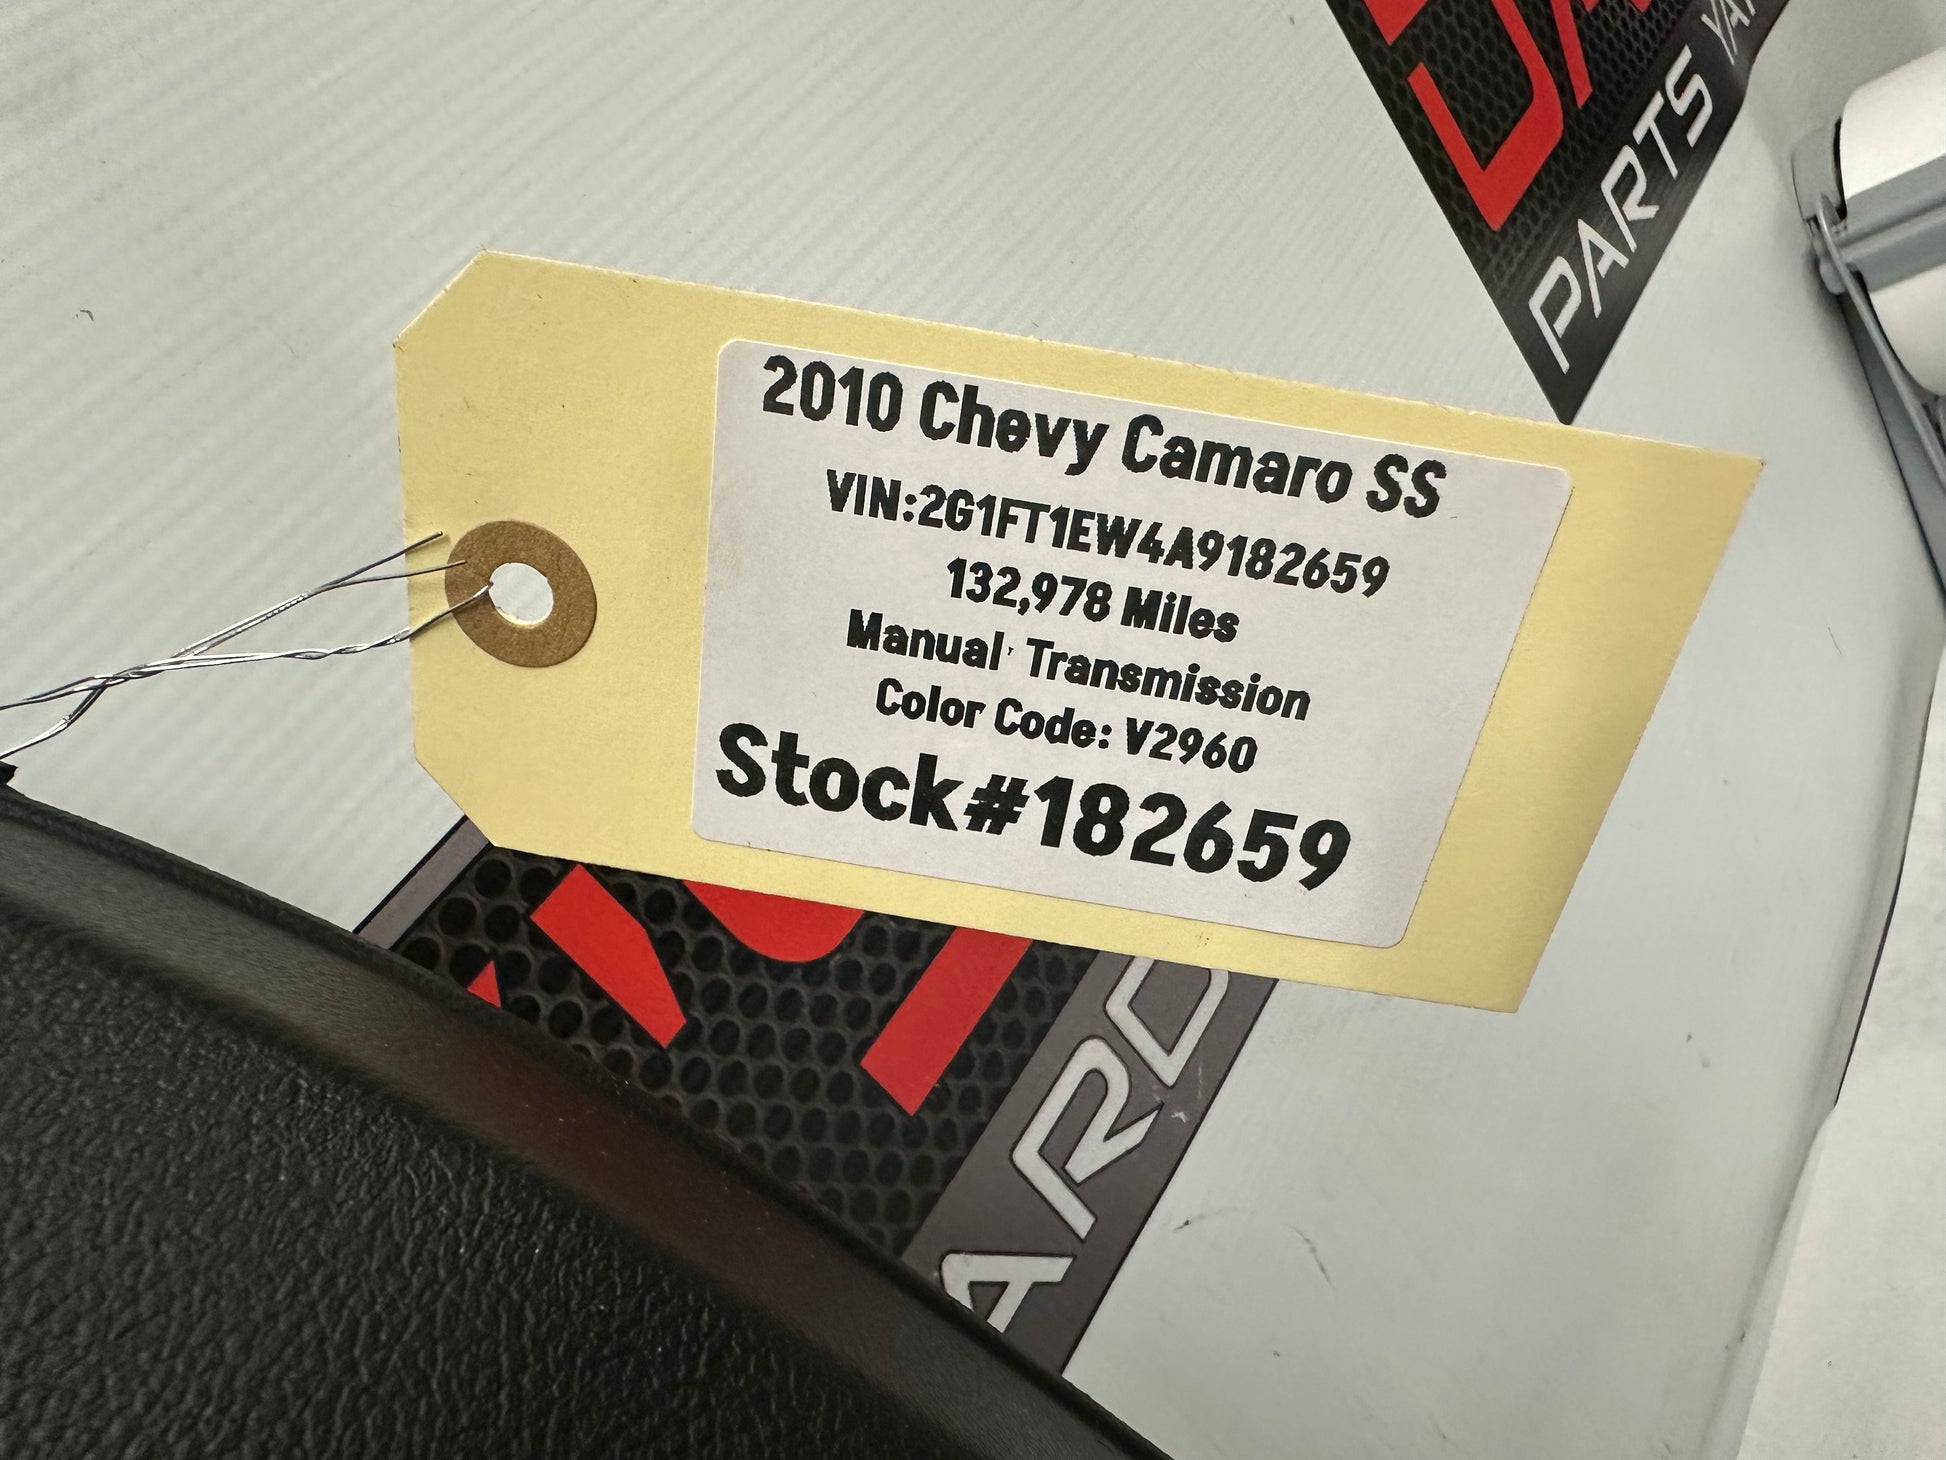 2010 Chevy Camaro SS
VIN:2G1FT1EW4A9182659
132,978 Miles
Manual Transmission
Color Code: V2960
Stock#182659
PARTS